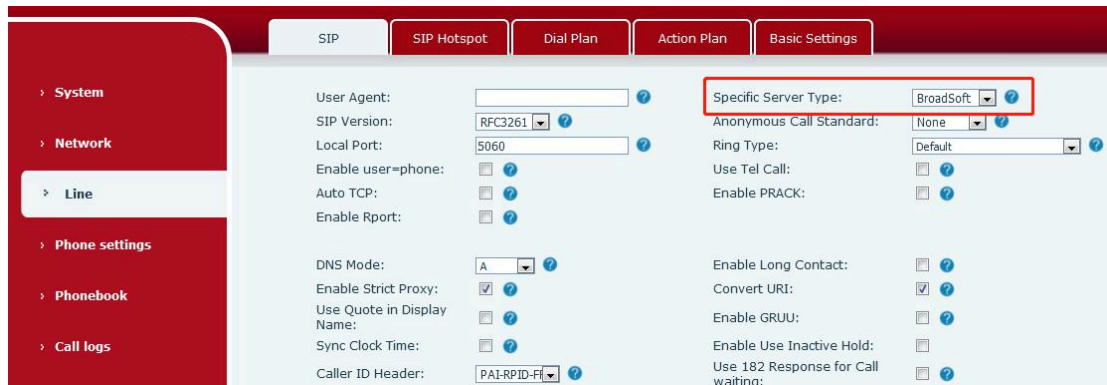 SIP
SIP Hotspot
Dial Plan
Action Plan
Basic Settings
› System
› Network
› Line
› Phone settings
› Phonebook
› Call logs
User Agent:
Specific Server Type: BroadSoft
SIP Version: RFC3261
Anonymous Call Standard: None
Local Port: 5060
Ring Type: Default
Enable user=phone:
Use Tel Call:
Auto TCP:
Enable PRACK:
Enable Rport:
DNS Mode: A
Enable Long Contact:
Enable Strict Proxy:
Convert URI:
Use Quote in Display
Name:
Enable GRUU:
Sync Clock Time:
Enable Use Inactive Hold:
Caller ID Header: PAI-RPID-FR
Use 182 Response for Call
waiting: